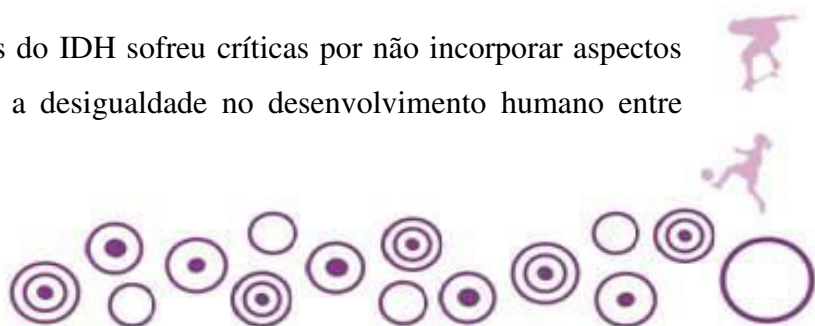 s do IDH sofreu críticas por não incorporar aspectos
a desigualdade no desenvolvimento humano entre